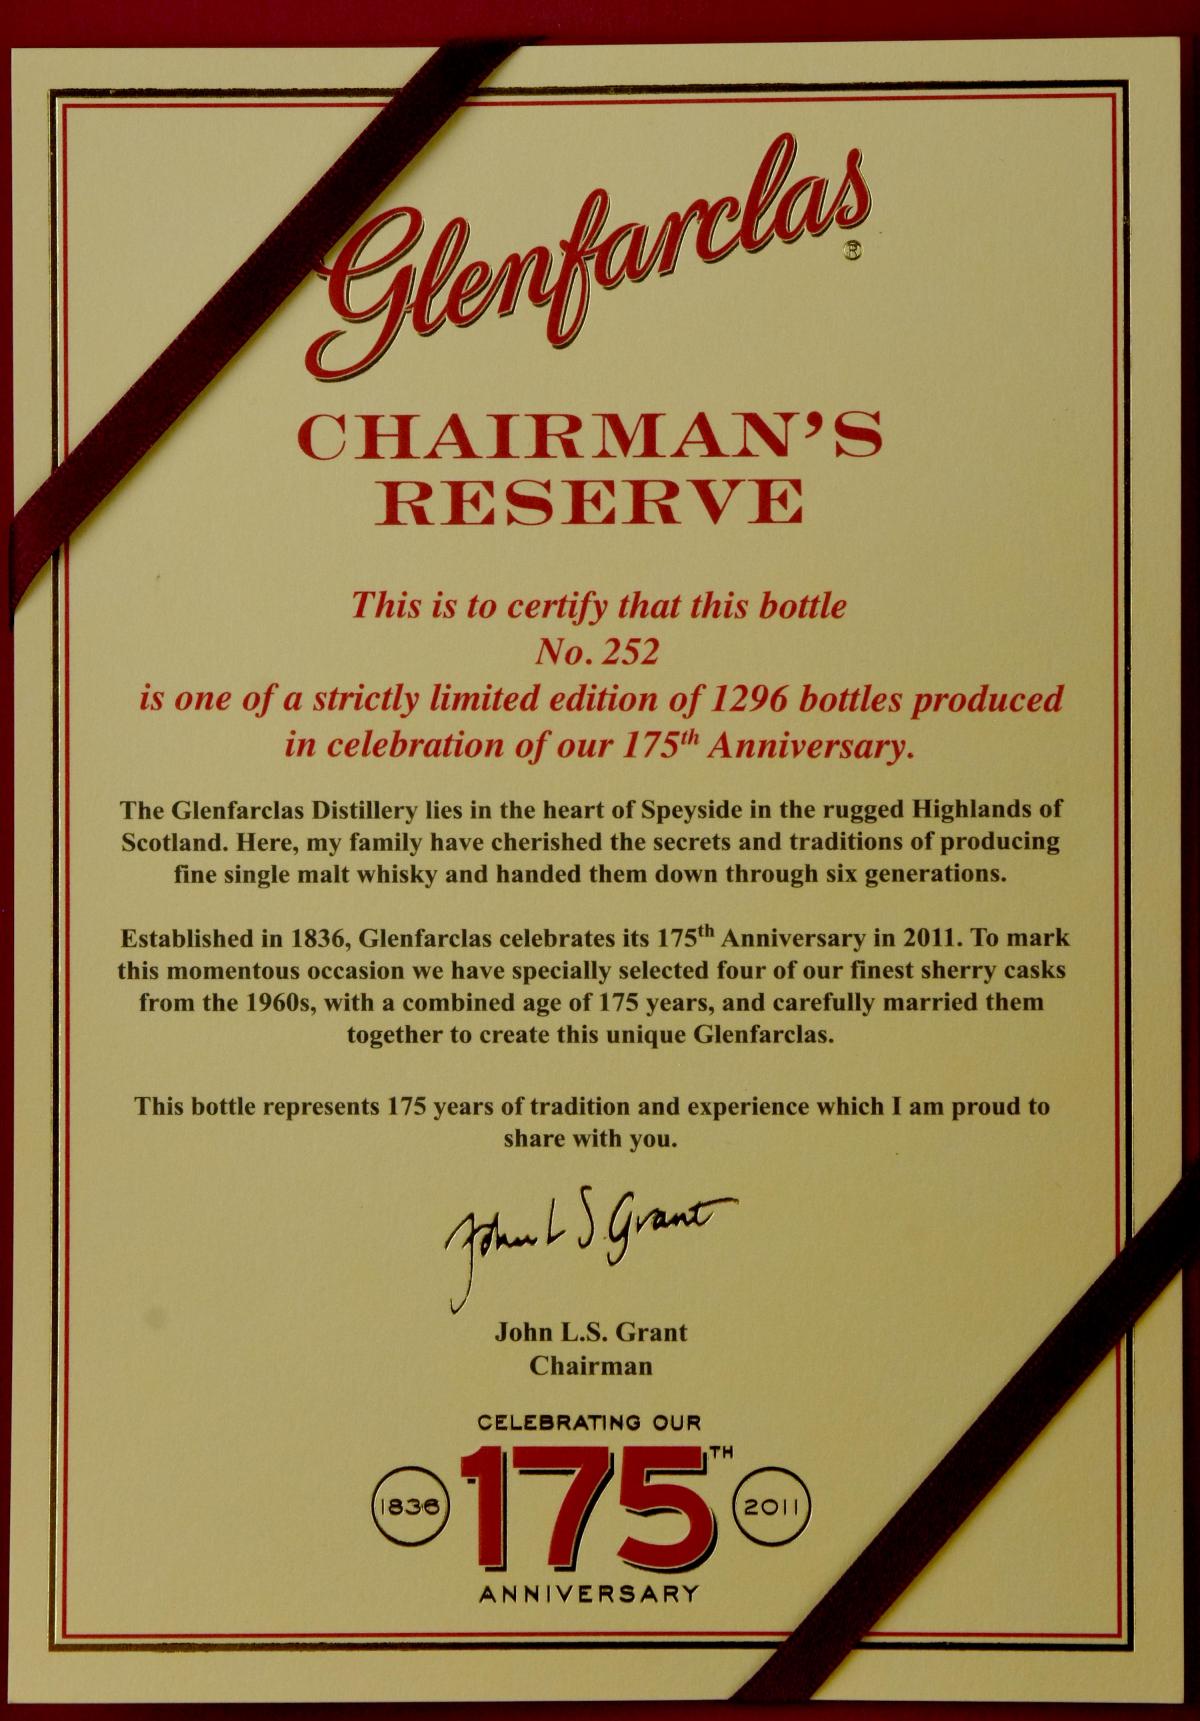 Glenfarclas
®
CHAIRMAN'S
RESERVE
This is to certify that this bottle
No. 252
is one of a strictly limited edition of 1296 bottles produced
in celebration of our 175th Anniversary.
The Glenfarclas Distillery lies in the heart of Speyside in the rugged Highlands of
Scotland. Here, my family have cherished the secrets and traditions of producing
fine single malt whisky and handed them down through six generations.
Established in 1836, Glenfarclas celebrates its 175th Anniversary in 2011. To mark
this momentous occasion we have specially selected four of our finest sherry casks
from the 1960s, with a combined age of 175 years, and carefully married them
together to create this unique Glenfarclas.
This bottle represents 175 years of tradition and experience which I am proud to
share with you.
John L S Grant
John L.S. Grant
Chairman
CELEBRATING OUR
1836 175TH 2011
ANNIVERSARY